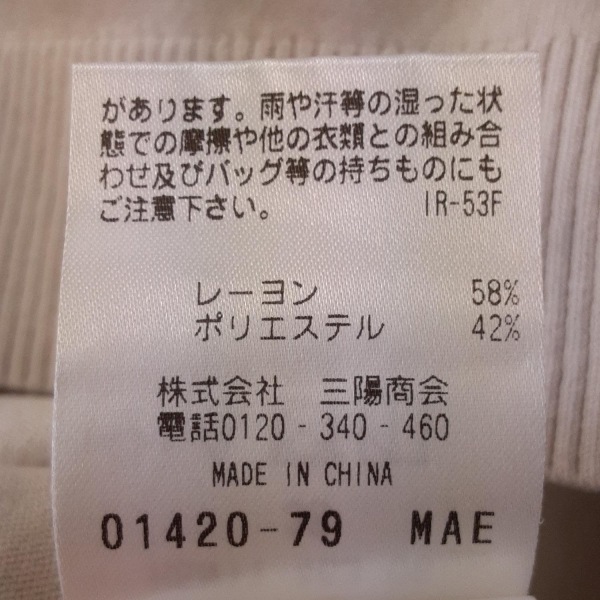 があります。雨や汗等の湿った状
態での摩擦や他の衣類との組み合
わせ及びバッグ等の持ちものにも
ご注意下さい。 IR-53F
レーヨン 58%
ポリエステル 42%
株式会社 三陽商会
電話0120-340-460
MADE IN CHINA
01420-79 MAE